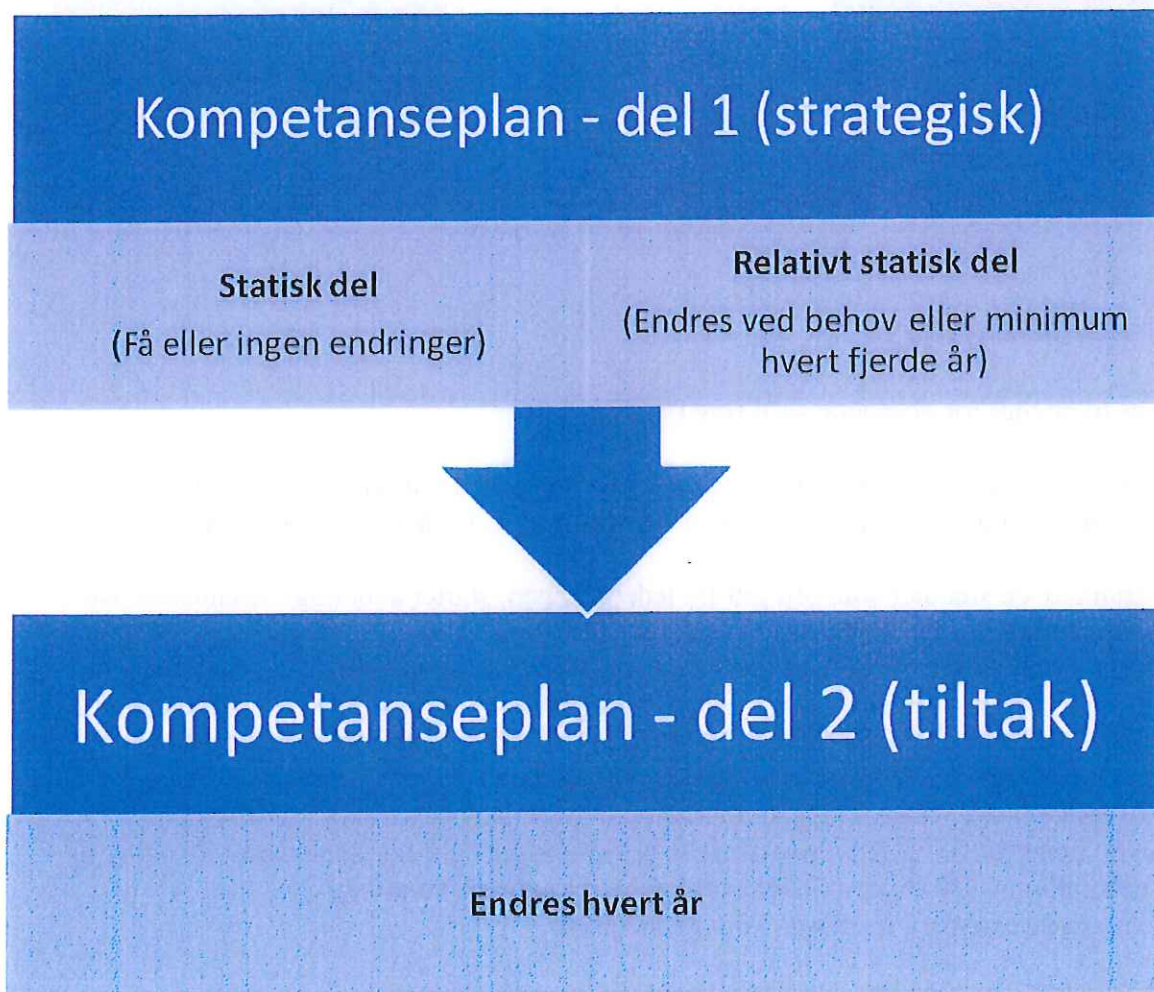 Kompetanseplan - del 1 (strategisk)
Statisk del
(Få eller ingen endringer)
Relativt statisk del
(Endres ved behov eller minimum
hvert fjerde år)
Kompetanseplan - del 2 (tiltak)
Endres hvert år